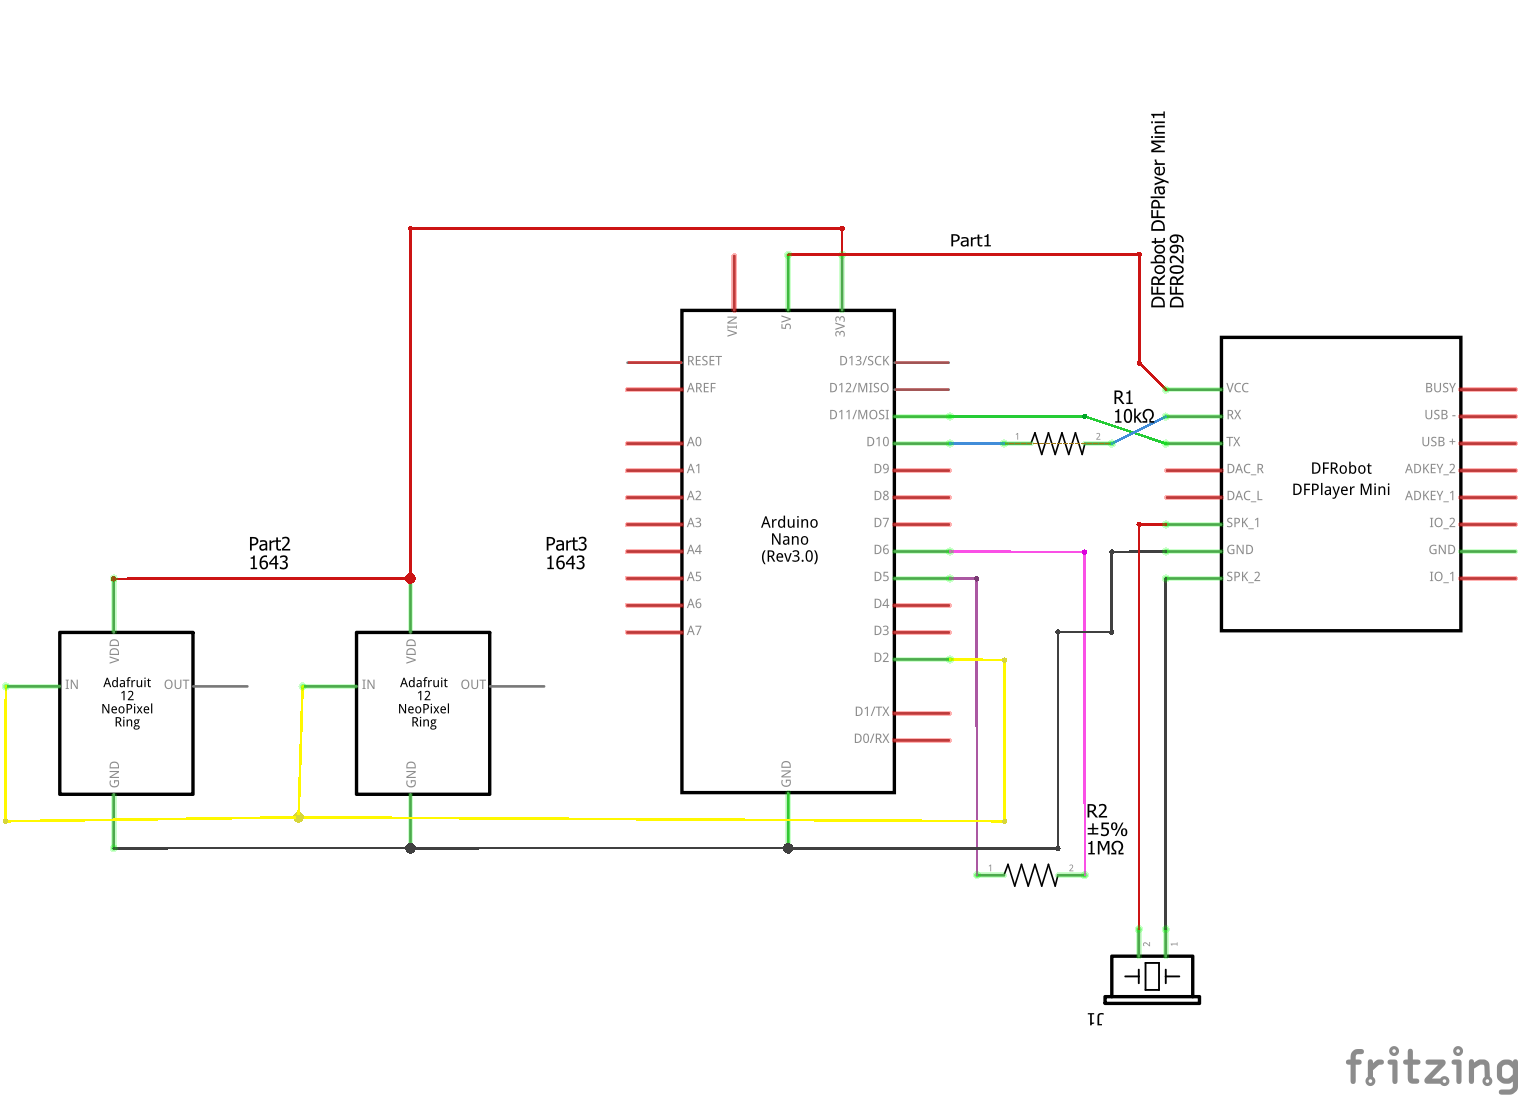 DFRobot DFPlayer Mini1
DFR0299
Part1
VIN
5V
3V3
RESET
AREF
A0
A1
A2
A3
A4
A5
A6
A7
D13/SCK
D12/MISO
D11/MOSI
D10
D9
D8
D7
D6
D5
D4
D3
D2
D1/TX
D0/RX
GND
Arduino
Nano
(Rev3.0)
R1
10kΩ
1
2
VCC
RX
TX
DAC_R
DAC_L
SPK_1
GND
SPK_2
DFRobot
DFPlayer Mini
BUSY
USB -
USB +
ADKEY_2
ADKEY_1
IO_2
GND
IO_1
Part2
1643
Part3
1643
VDD
IN
OUT
Adafruit
12
NeoPixel
Ring
GND
VDD
IN
OUT
Adafruit
12
NeoPixel
Ring
GND
R2
±5%
1MΩ
1
2
2
1
J1
fritzing